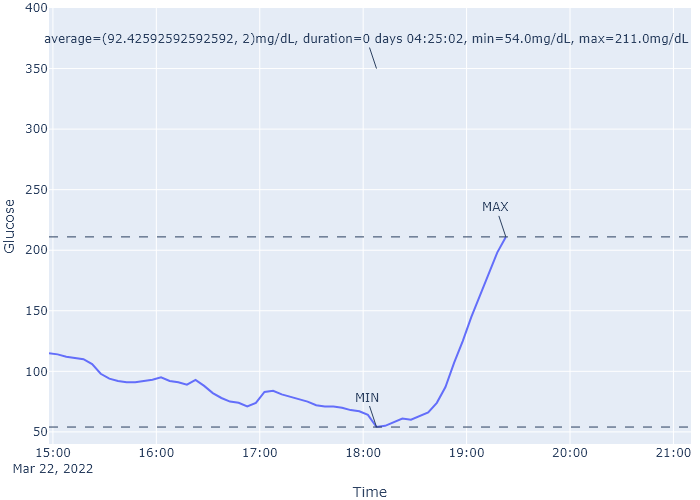 400
average=(92.42592592592592, 2)mg/dL, duration=0 days 04:25:02, min=54.0mg/dL, max=211.0mg/dL
350
300
250
MAX
200
Glucose
150
100
MIN
50
15:00 16:00 17:00 18:00 19:00 20:00 21:00
Mar 22, 2022
Time